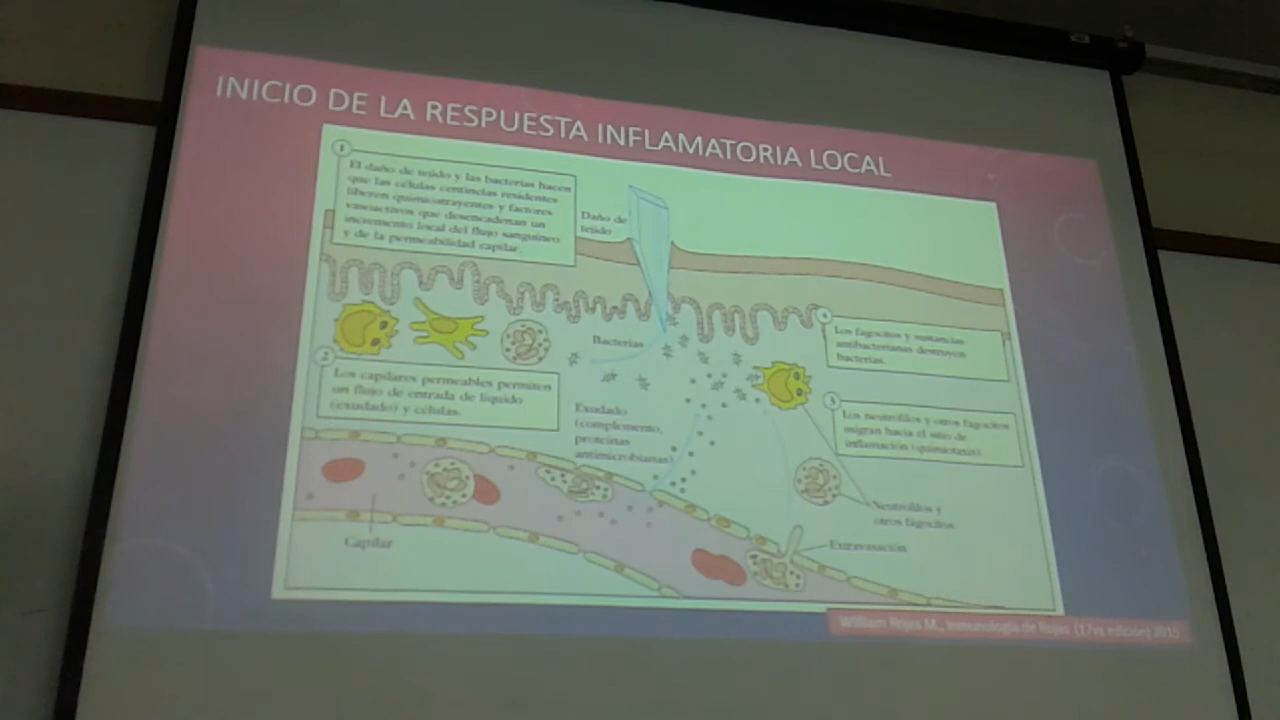 INICIO DE LA RESPUESTA INFLAMATORIA LOCAL
1
El daño de tejido y las bacterias hacen
que las células centinelas residentes
liberen quimioatrayentes y factores
vasoactivos que desencadenan un
incremento local del flujo sanguíneo
y de la permeabilidad capilar.
Daño de
tejido
Bacterias
4
Los fagocitos y sustancias
antibacterianas destruyen
bacterias.
2
Los capilares permeables permiten
un flujo de entrada de líquido
(exudado) y células.
Exudado
(complemento,
proteínas
antimicrobianas)
3
Los neutrófilos y otros fagocitos
migran hacia el sitio de
inflamación (quimiotaxis).
Neutrófilos y
otros fagocitos
Capilar
Extravasación
William Rojas M., Inmunología de Rojas (17va edición) 2015